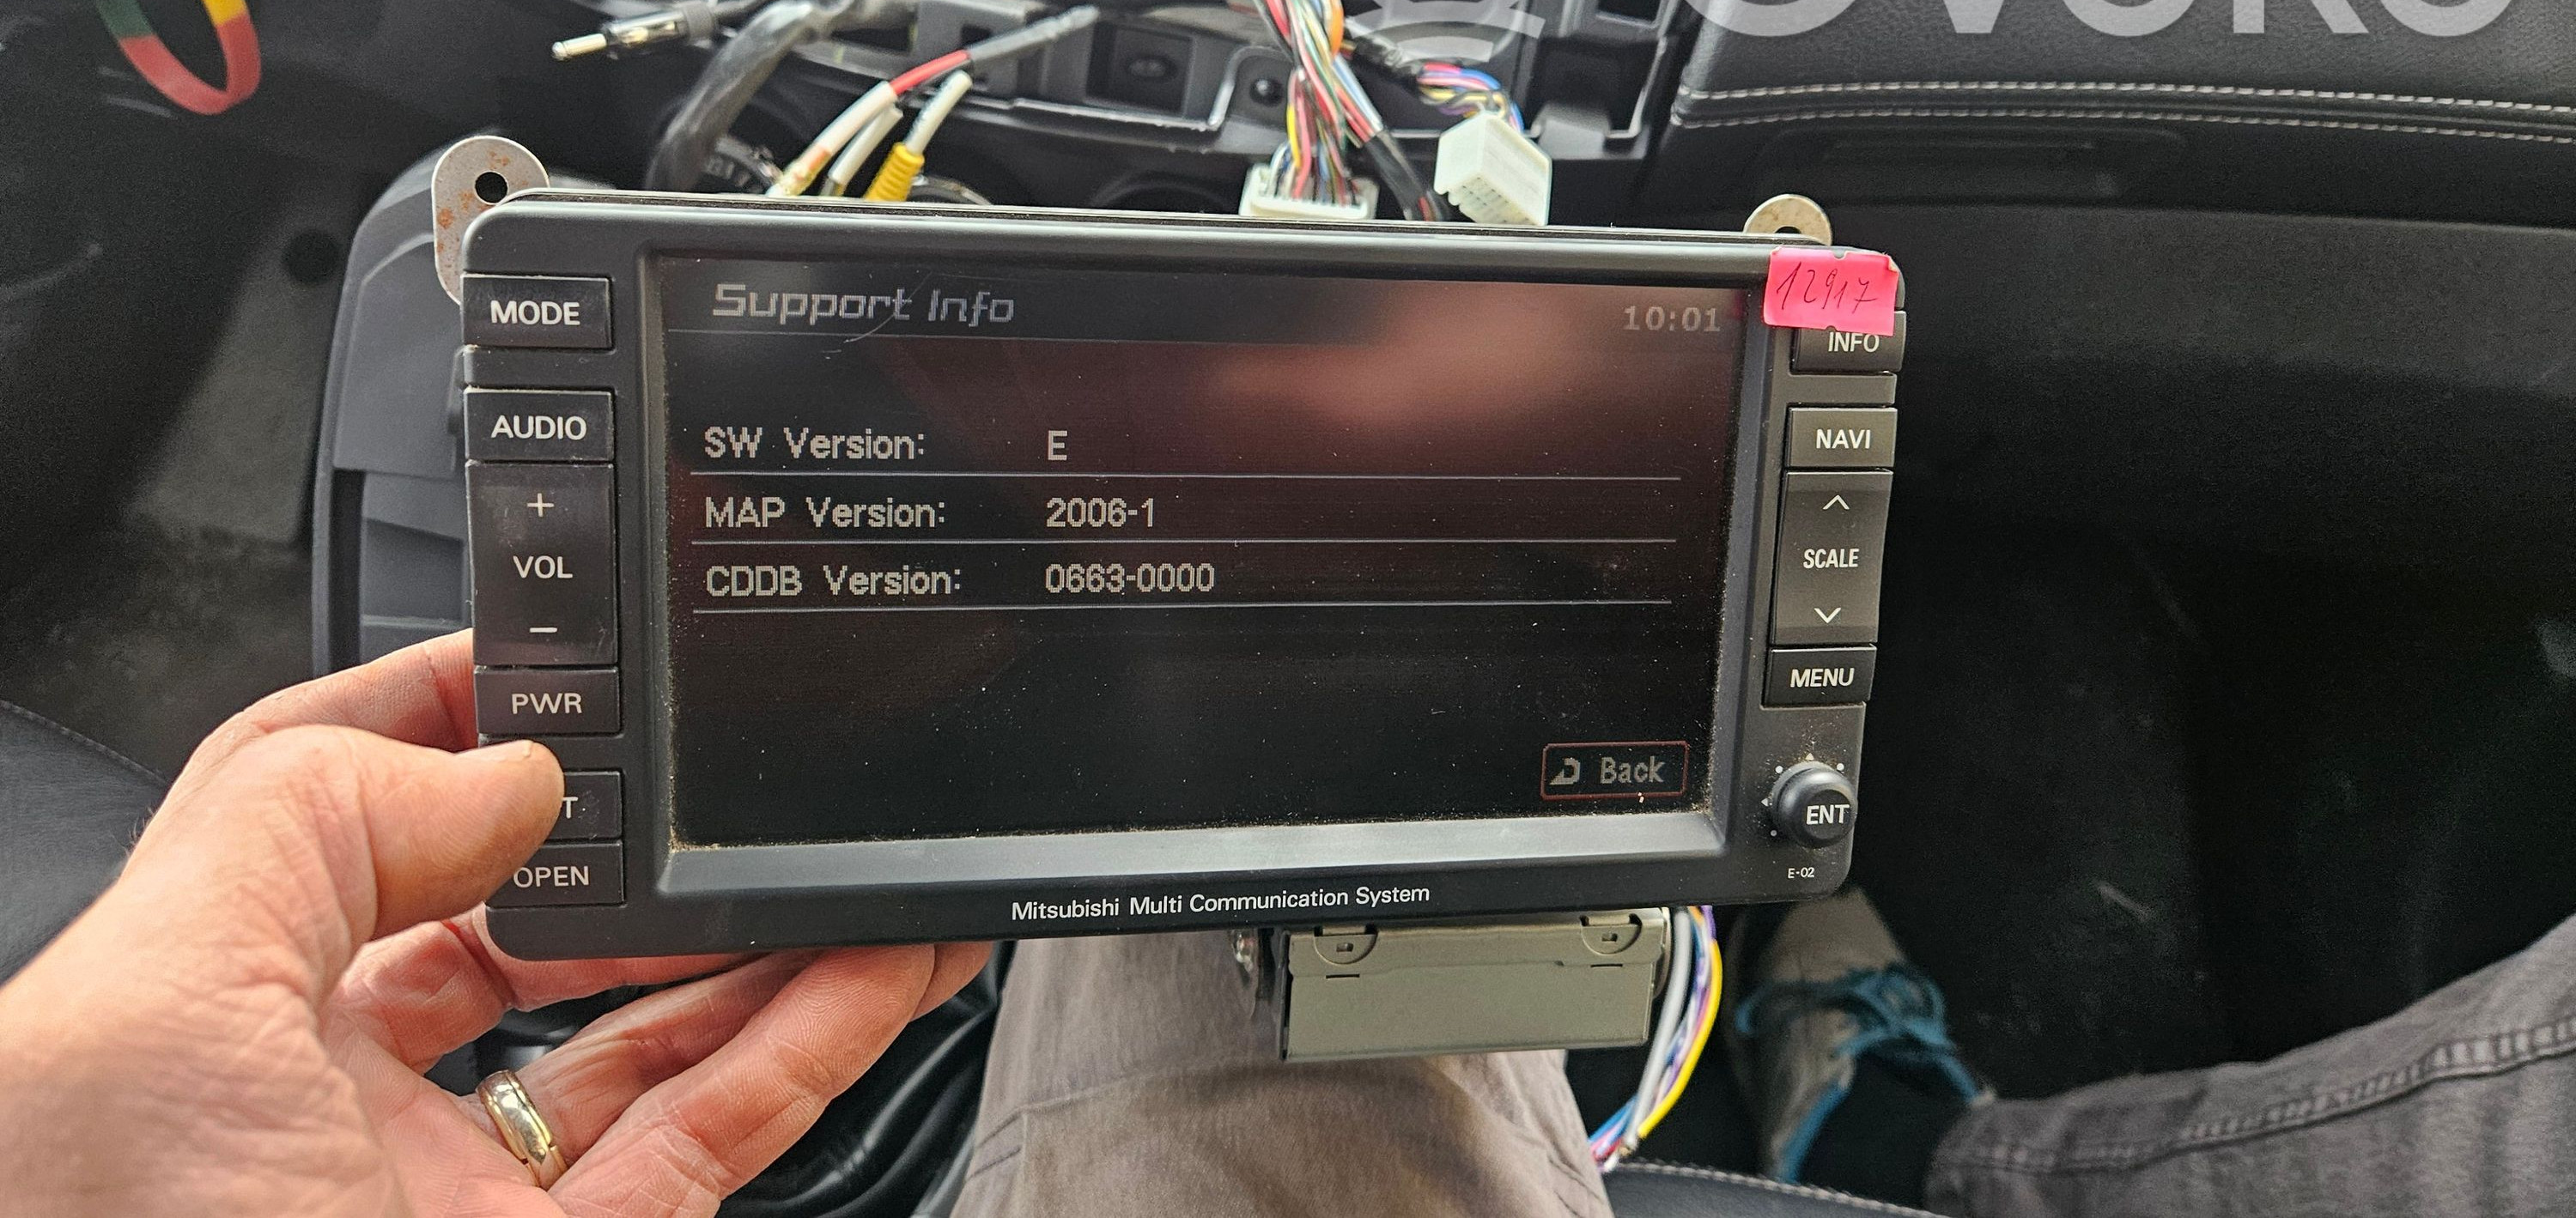 MODE
AUDIO
+
VOL
−
PWR
OPEN
Support Info
10:01
SW Version: E
MAP Version: 2006-1
CDDB Version: 0663-0000
Back
12917
INFO
NAVI
SCALE
MENU
ENT
E-02
Mitsubishi Multi Communication System